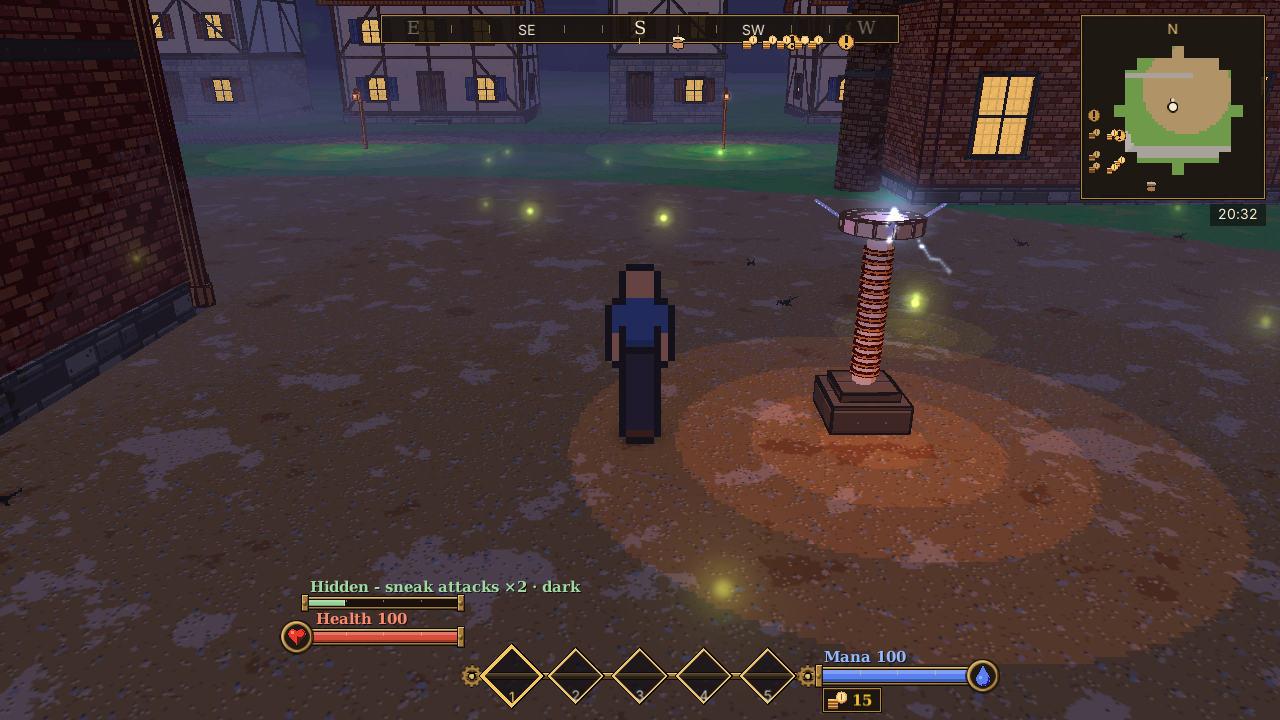 E SE S SW W
N
20:32
Hidden - sneak attacks ×2 · dark
Health 100
Mana 100
1 2 3 4 5
15